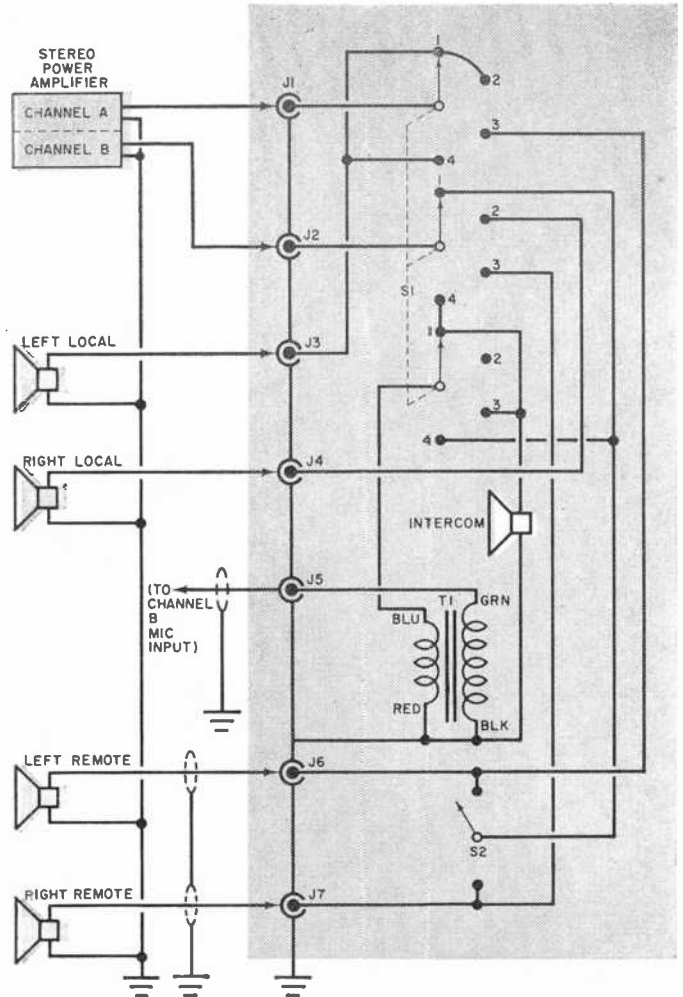 STEREO
POWER
AMPLIFIER
CHANNEL A
CHANNEL B
J1
1
2
3
4
1
J2
2
3
S1
4
1
LEFT LOCAL
J3
2
3
4
RIGHT LOCAL
J4
INTERCOM
(TO
CHANNEL
B
MIC
INPUT)
J5
BLU
T1
GRN
RED
BLK
LEFT REMOTE
J6
S2
RIGHT REMOTE
J7